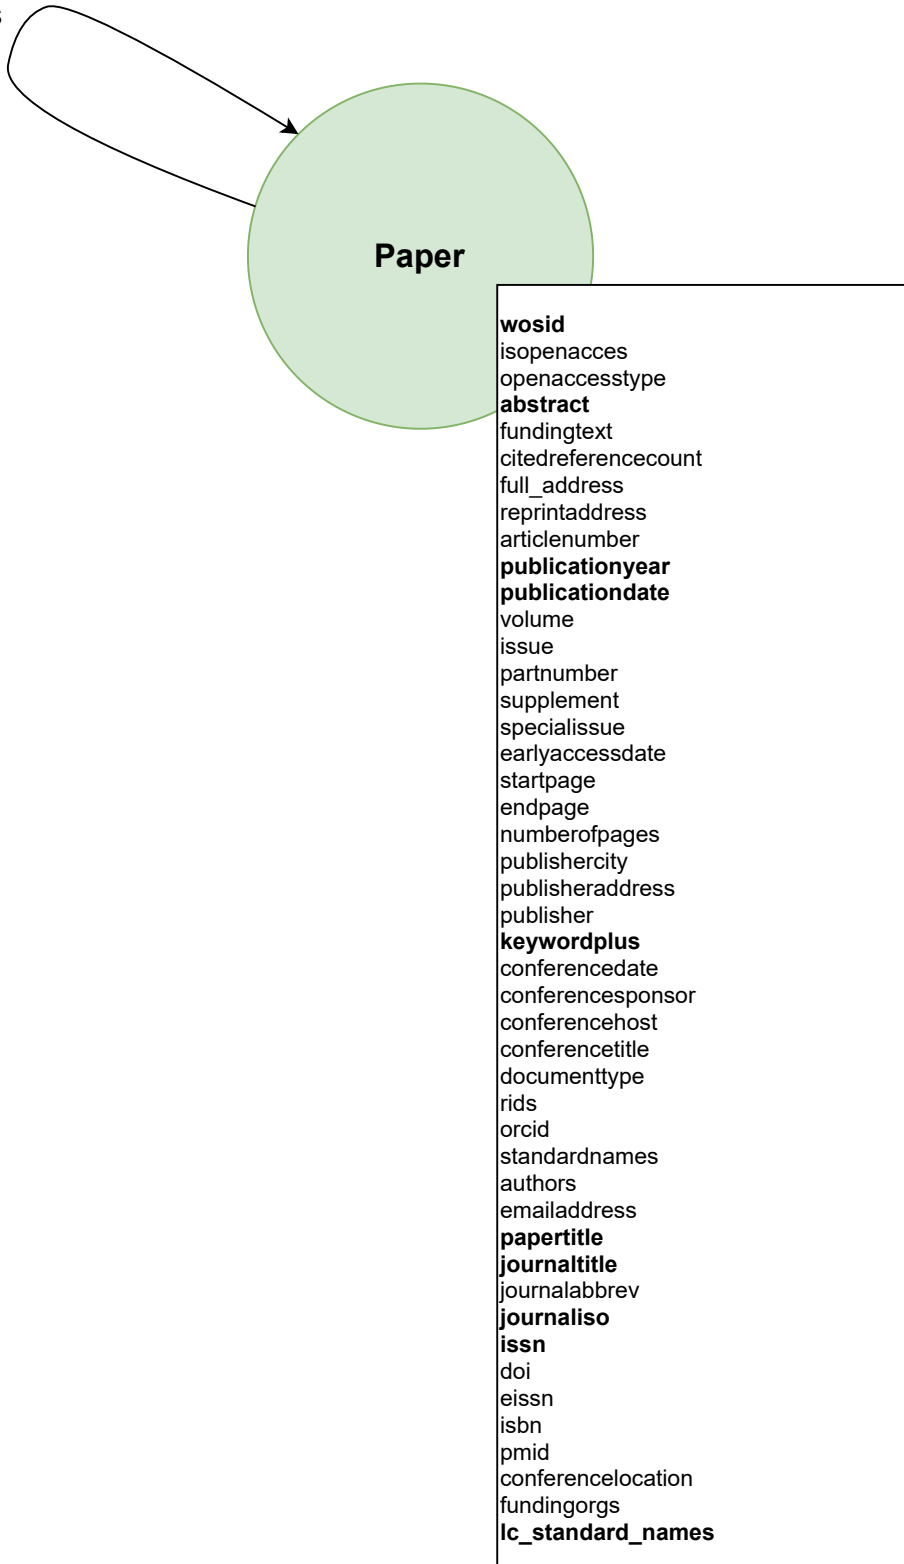 Paper
wosid
isopenacces
openaccesstype
abstract
fundingtext
citedreferencecount
full_address
reprintaddress
articlenumber
publicationyear
publicationdate
volume
issue
partnumber
supplement
specialissue
earlyaccessdate
startpage
endpage
numberofpages
publishercity
publisheraddress
publisher
keywordplus
conferencedate
conferencesponsor
conferencehost
conferencetitle
documenttype
rids
orcid
standardnames
authors
emailaddress
papertitle
journaltitle
journalabbrev
journaliso
issn
doi
eissn
isbn
pmid
conferencelocation
fundingorgs
lc_standard_names